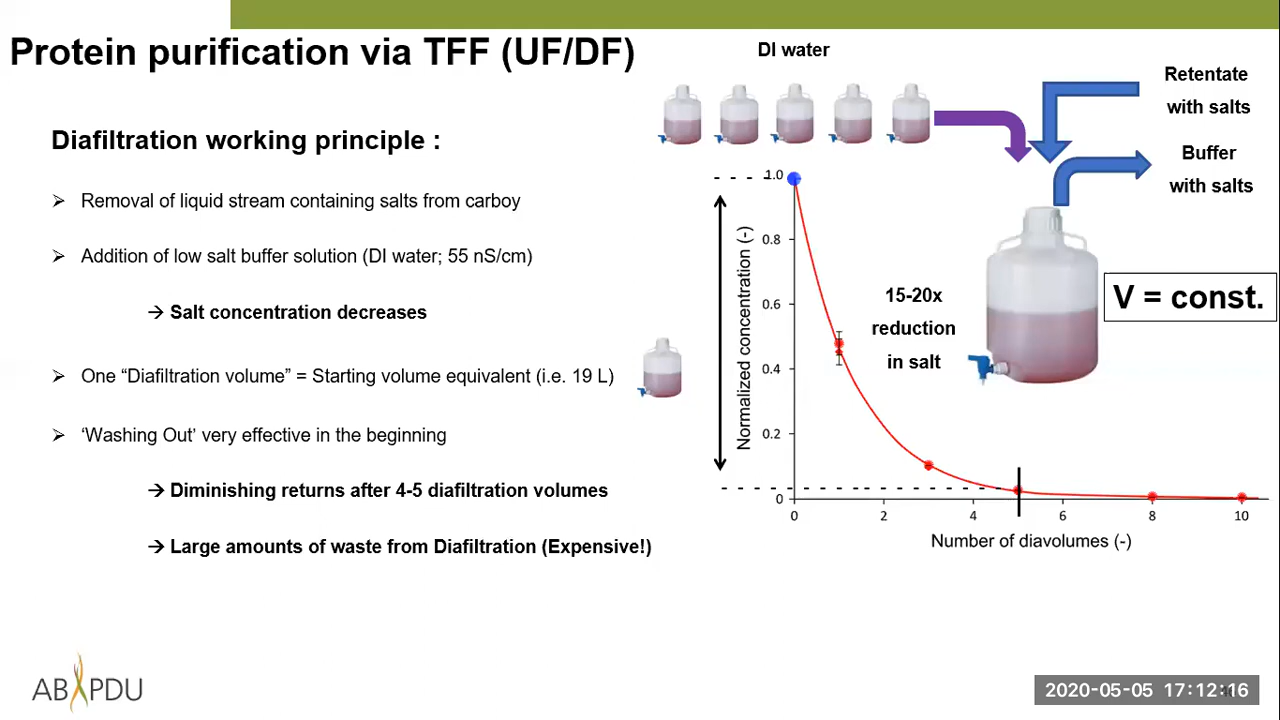 Protein purification via TFF (UF/DF)
DI water
Retentate
with salts
Buffer
with salts
Diafiltration working principle :
➢ Removal of liquid stream containing salts from carboy
➢ Addition of low salt buffer solution (DI water; 55 nS/cm)
→ Salt concentration decreases
➢ One “Diafiltration volume” = Starting volume equivalent (i.e. 19 L)
➢ ‘Washing Out’ very effective in the beginning
→ Diminishing returns after 4-5 diafiltration volumes
→ Large amounts of waste from Diafiltration (Expensive!)
Normalized concentration (-)
1.0
0.8
0.6
0.4
0.2
0
0 2 4 6 8 10
Number of diavolumes (-)
15-20x
reduction
in salt
V = const.
AB PDU
2020-05-05 17:12:16